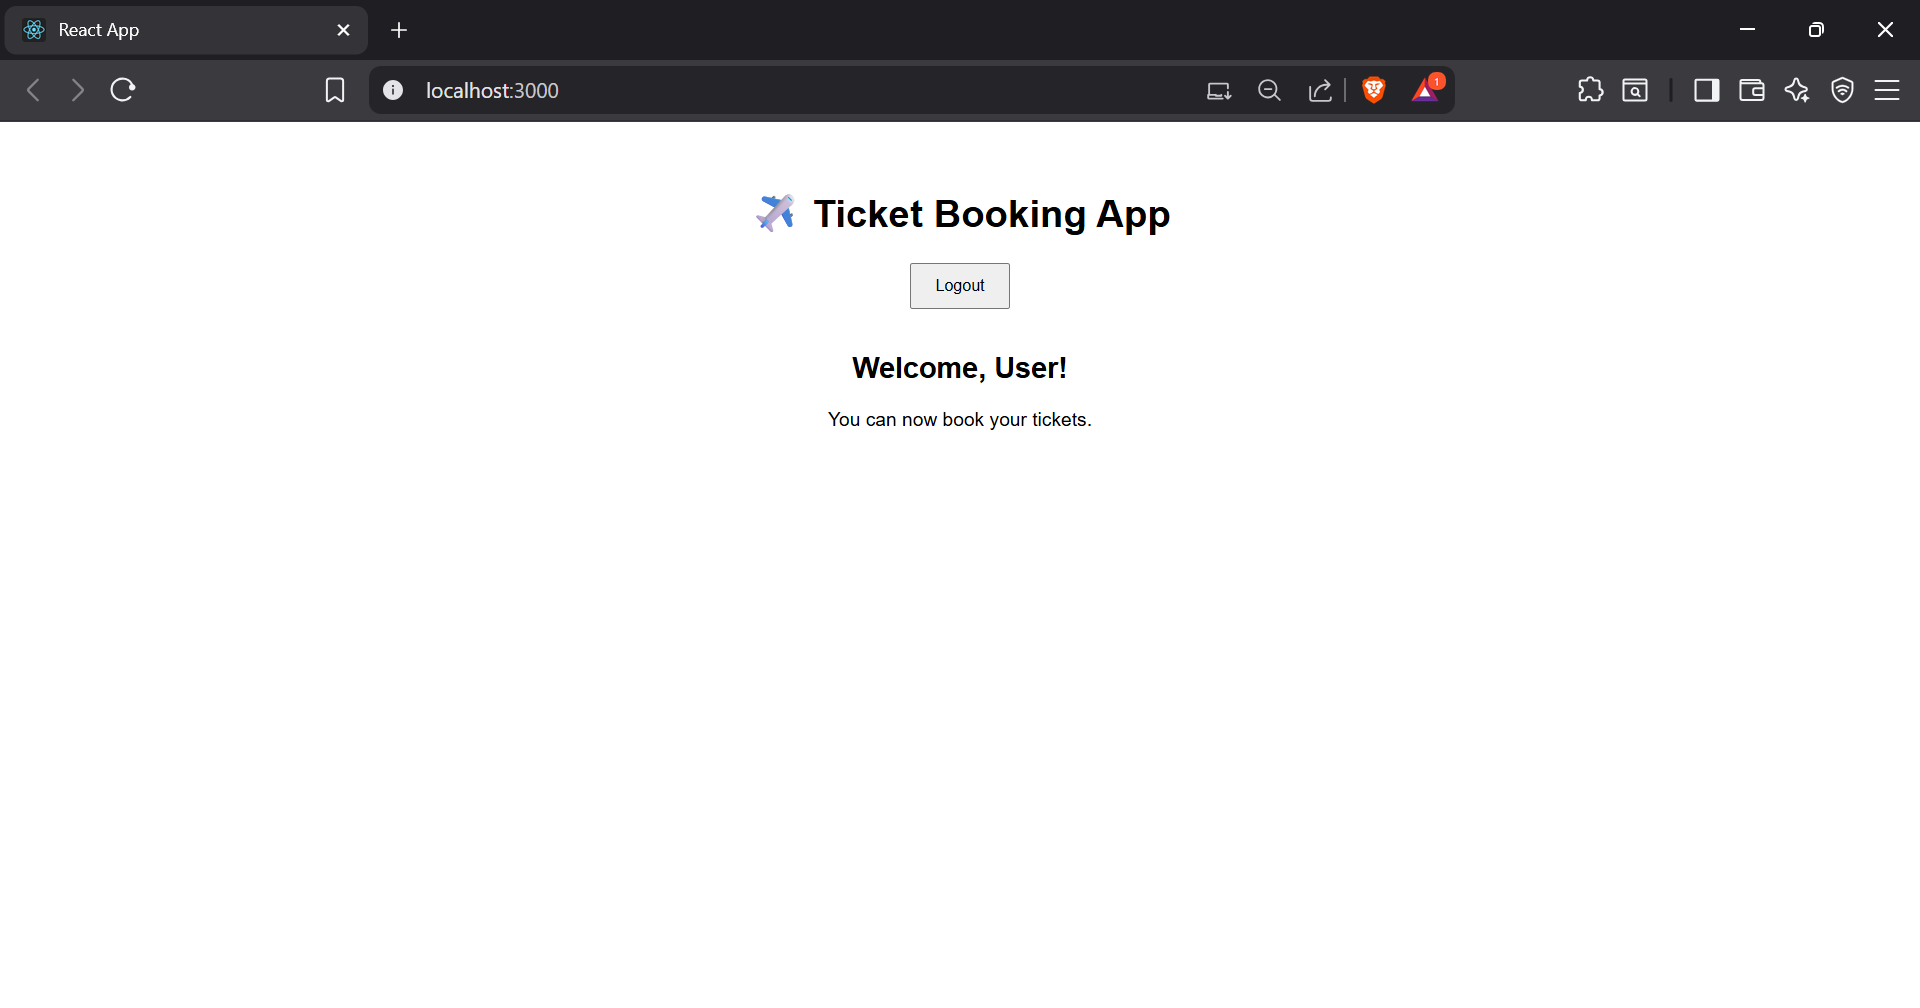 React App
localhost:3000
1
✈️ Ticket Booking App
Logout
Welcome, User!
You can now book your tickets.